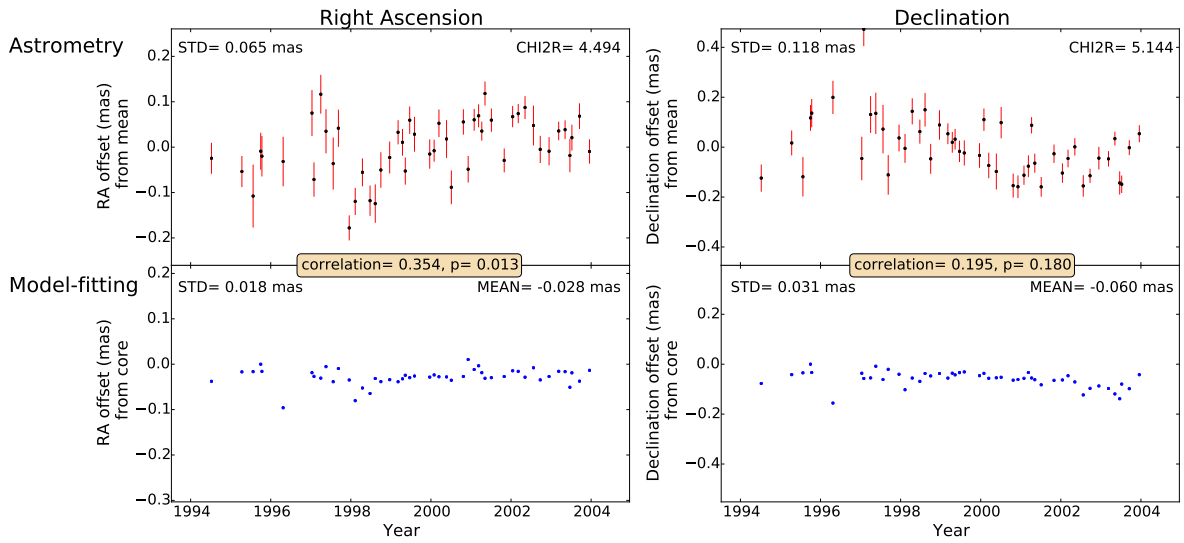 Right Ascension
Declination
Astrometry
STD= 0.065 mas
CHI2R= 4.494
STD= 0.118 mas
CHI2R= 5.144
0.2
0.1
0.0
−0.1
−0.2
RA offset (mas)
from mean
0.4
0.2
0.0
−0.2
−0.4
Declination offset (mas)
from mean
correlation= 0.354, p= 0.013
correlation= 0.195, p= 0.180
Model-fitting
STD= 0.018 mas
MEAN= -0.028 mas
STD= 0.031 mas
MEAN= -0.060 mas
0.2
0.1
0.0
−0.1
−0.2
−0.3
RA offset (mas)
from core
0.2
0.0
−0.2
−0.4
Declination offset (mas)
from core
1994 1996 1998 2000 2002 2004
Year
1994 1996 1998 2000 2002 2004
Year